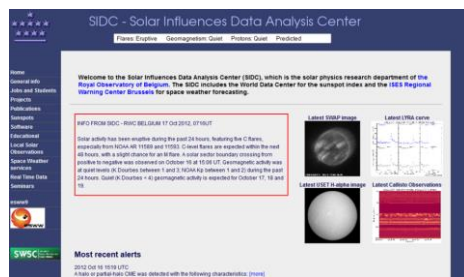 SIDC - Solar Influences Data Analysis Center
Flares: Eruptive Geomagnetism: Quiet Protons: Quiet Predicted
Home
General info
Jobs and Students
Projects
Publications
Sunspots
Software
Educational
Local Solar
Observations
Space Weather
services
Real Time Data
Seminars
esawell
SWSC
Welcome to the Solar Influences Data Analysis Center (SIDC), which is the solar physics research department of the
Royal Observatory of Belgium. The SIDC includes the World Data Center for the sunspot index and the ISES Regional
Warning Center Brussels for space weather forecasting.
INFO FROM SIDC - RWC BELGIUM 17 Oct 2012, 0716UT
Solar activity has been eruptive during the past 24 hours, featuring five C flares,
especially from NOAA AR 11589 and 11593. C-level flares are expected within the next
48 hours, with a slight chance for an M flare. A solar sector boundary crossing from
positive to negative was observed on October 16 at 15:00 UT. Geomagnetic activity was
at quiet levels (K Dourbes between 1 and 3; NOAA Kp between 1 and 2) during the past
24 hours. Quiet (K Dourbes < 4) geomagnetic activity is expected for October 17, 18 and
19.
Latest SWAP image
Latest LYRA curve
Latest USET H-alpha image
Latest Callisto Observations
Most recent alerts
2012 Oct 16 1519 UTC
A halo or partial-halo CME was detected with the following characteristics: [more]